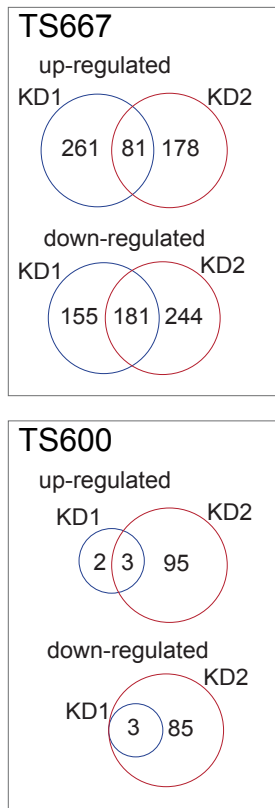 TS667
up-regulated
KD1 KD2
261 81 178
down-regulated
KD1 KD2
155 181 244
TS600
up-regulated
KD1 KD2
2 3 95
down-regulated
KD1 KD2
3 85